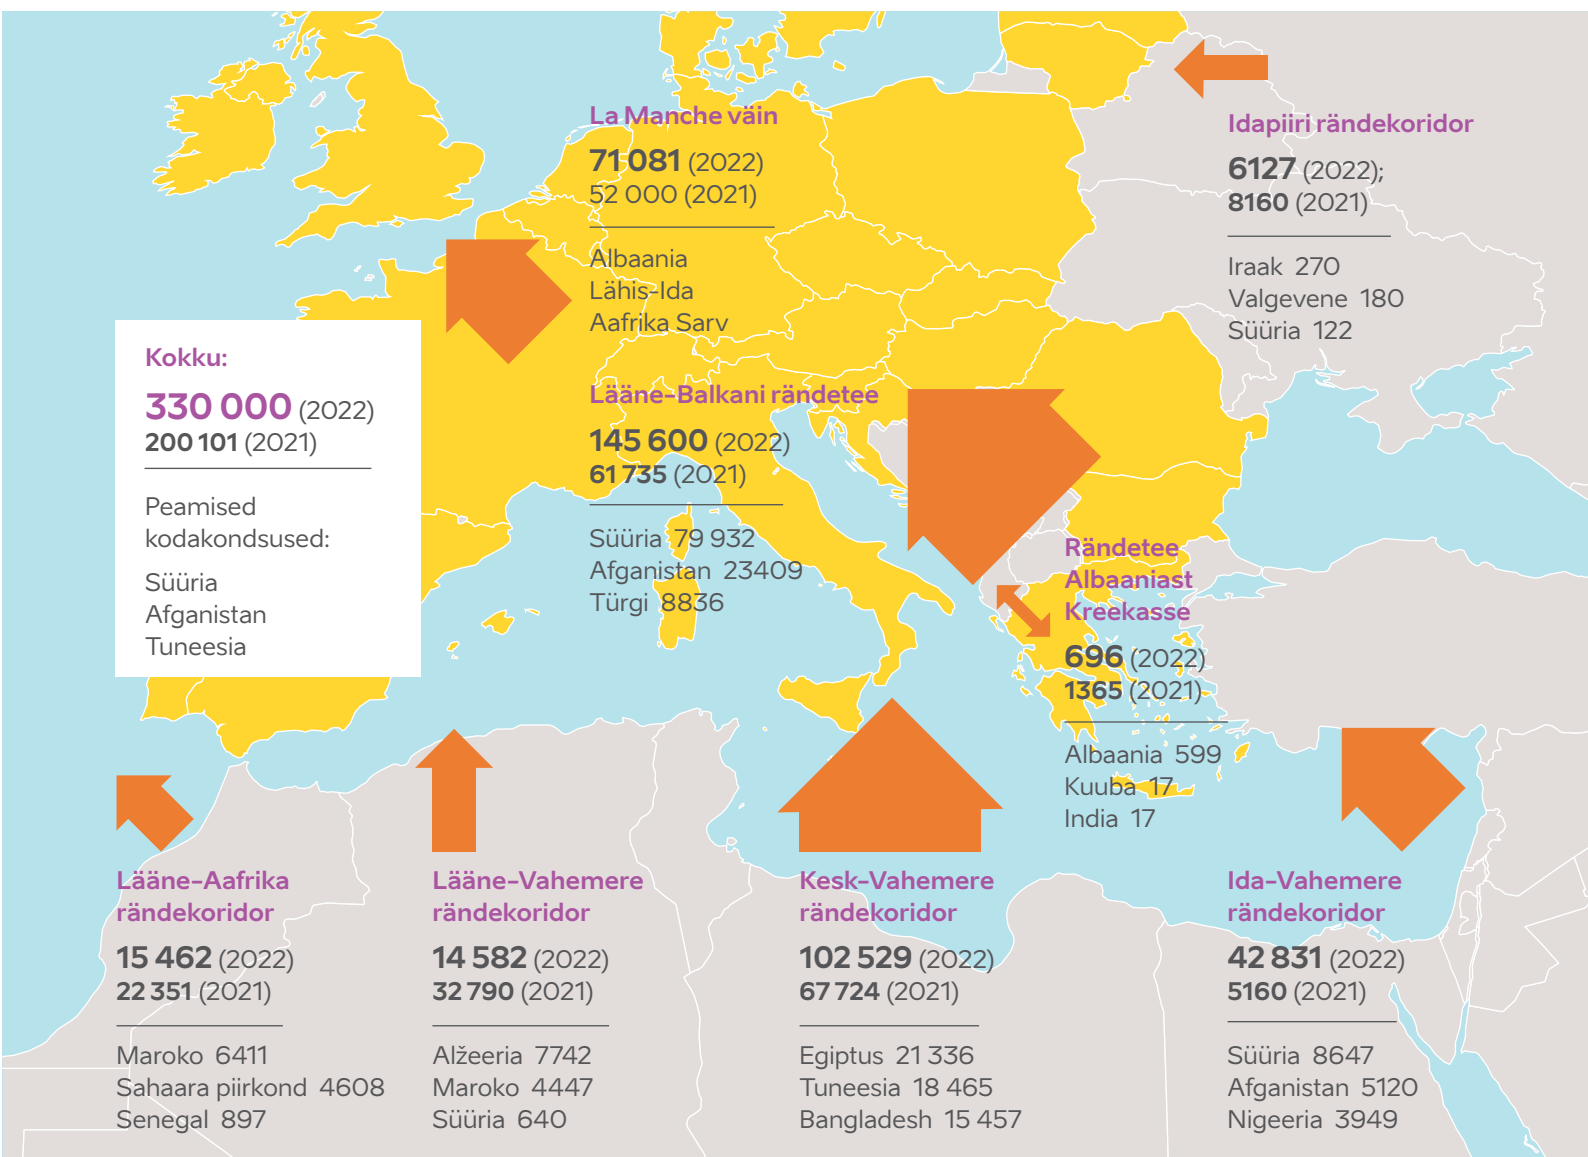 La Manche väin
71 081 (2022)
52 000 (2021)
Albaania
Lähis-Ida
Aafrika Sarv
Idapiiri rändekoridor
6127 (2022);
8160 (2021)
Iraak 270
Valgevene 180
Süüria 122
Kokku:
330 000 (2022)
200 101 (2021)
Peamised
kodakondsused:
Süüria
Afganistan
Tuneesia
Lääne-Balkani rändetee
145 600 (2022)
61 735 (2021)
Süüria 79 932
Afganistan 23409
Türgi 8836
Rändetee
Albaaniast
Kreekasse
696 (2022)
1365 (2021)
Albaania 599
Kuuba 17
India 17
Lääne-Aafrika
rändekoridor
15 462 (2022)
22 351 (2021)
Maroko 6411
Sahaara piirkond 4608
Senegal 897
Lääne-Vahemere
rändekoridor
14 582 (2022)
32 790 (2021)
Alžeeria 7742
Maroko 4447
Süüria 640
Kesk-Vahemere
rändekoridor
102 529 (2022)
67 724 (2021)
Egiptus 21 336
Tuneesia 18 465
Bangladesh 15 457
Ida-Vahemere
rändekoridor
42 831 (2022)
5160 (2021)
Süüria 8647
Afganistan 5120
Nigeeria 3949